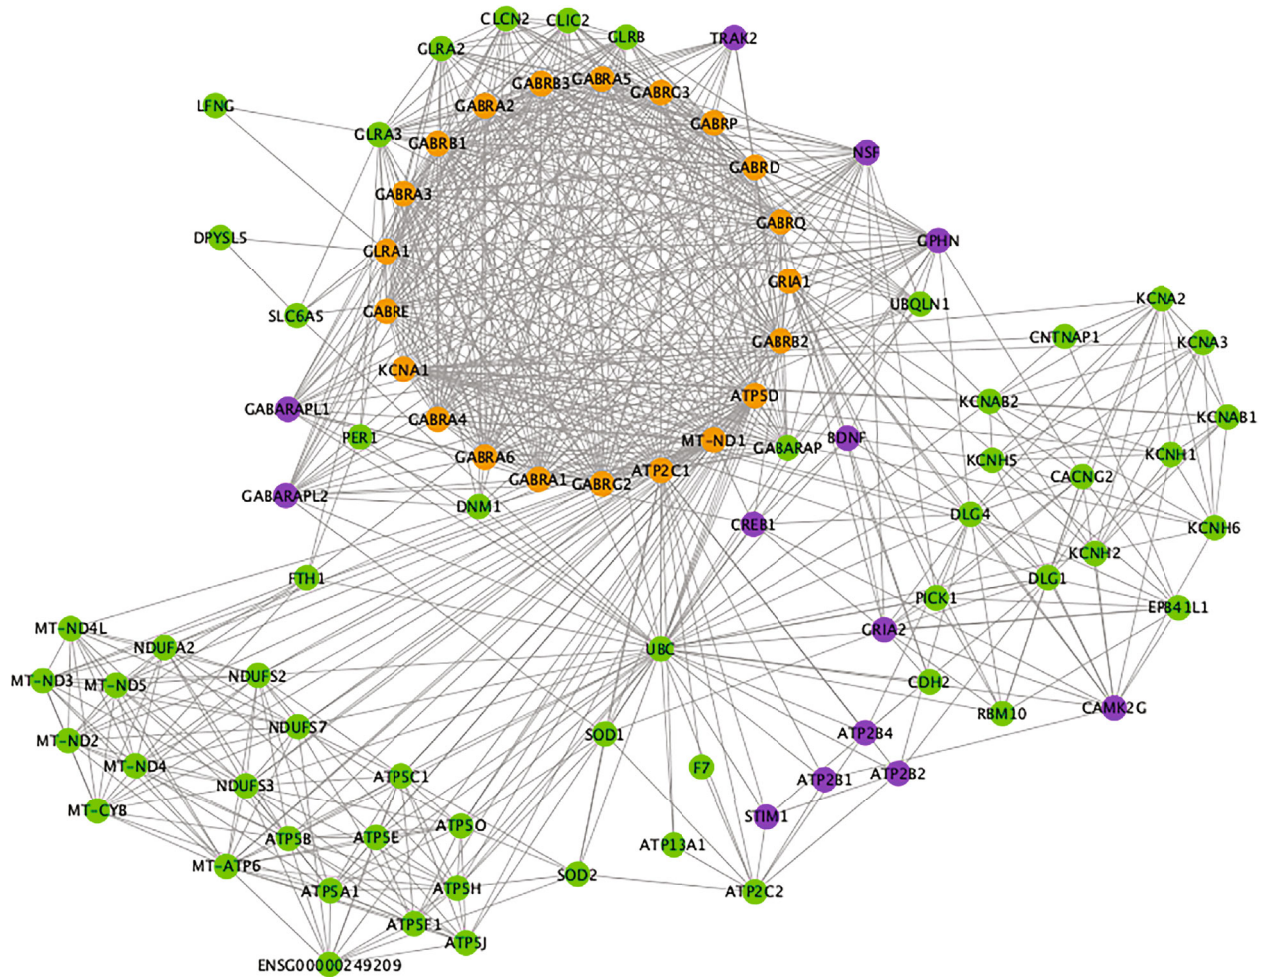 CLCN2
CLIC2
GLRB
TRAK2
GLRA2
GABRB3
GABRA5
GABRG3
GABRA2
LFNG
GABRP
GLRA3
GABRB1
NSF
GABRD
GABRA3
GABRQ
DPYSL5
GLRA1
GPHN
GRIA1
UBQLN1
KCNA2
SLC6A5
GABRE
CNTNAP1
KCNA3
GABRB2
KCNA1
ATP5D
KCNAB2
GABARAPL1
GABRA4
KCNAB1
PER1
MT-ND1
GABARAP
BDNF
GABRA6
KCNH5
KCNH1
ATP2C1
GABRA1
GABRG2
CACNG2
GABARAPL2
DNM1
CREB1
DLG4
KCNH6
KCNH2
FTH1
DLG1
PICK1
EPB41L1
MT-ND4L
GRIA2
NDUFA2
UBC
NDUFS2
MT-ND3
MT-ND5
CDH2
RBM10
CAMK2G
NDUFS7
SOD1
ATP2B4
MT-ND2
MT-ND4
F7
ATP2B1
ATP2B2
NDUFS3
ATP5C1
MT-CYB
STIM1
ATP5B
ATP5E
ATP5O
ATP13A1
MT-ATP6
SOD2
ATP5A1
ATP5H
ATP2C2
ATP5F1
ATP5J
ENSG00000249209